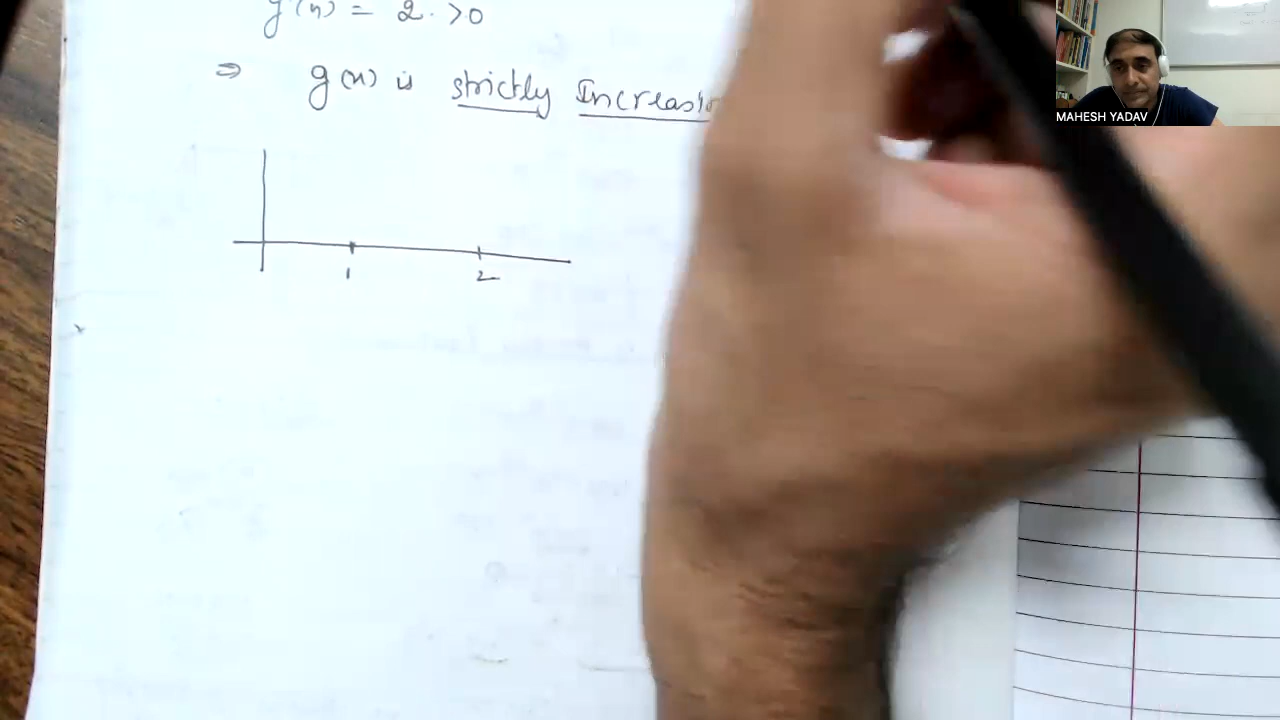 g'(x) = 2 > 0
MAHESH YADAV
⇒ g(x) is strictly Increasin
1 2